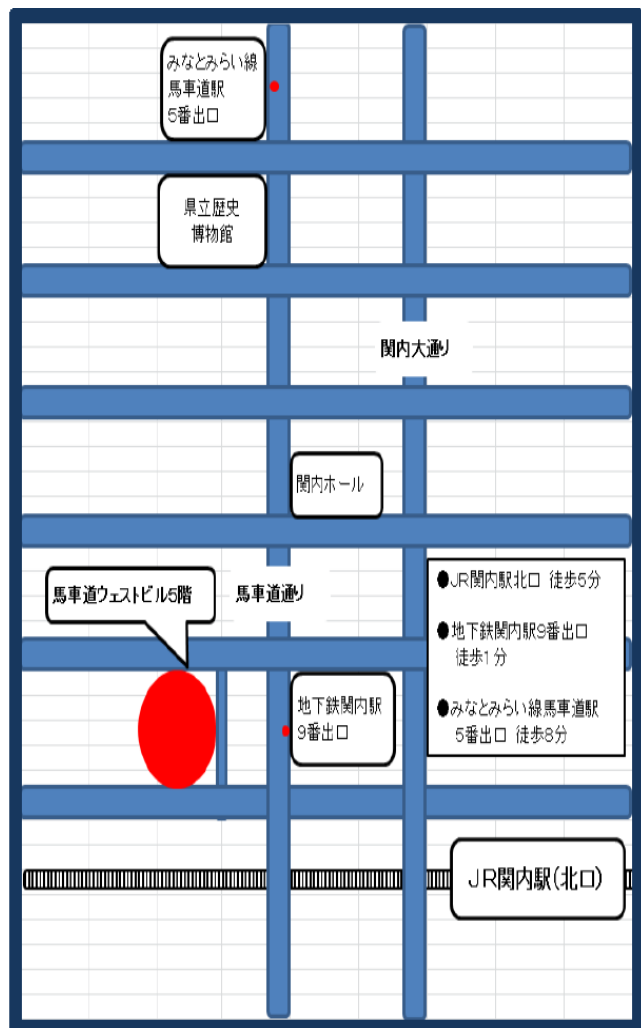 みなとみらい線
馬車道駅
5番出口
県立歴史
博物館
関内大通り
関内ホール
馬車道ウェストビル5階
馬車道通り
●JR関内駅北口 徒歩5分
●地下鉄関内駅9番出口
徒歩1分
●みなとみらい線馬車道駅
5番出口 徒歩8分
地下鉄関内駅
9番出口
JR関内駅(北口)